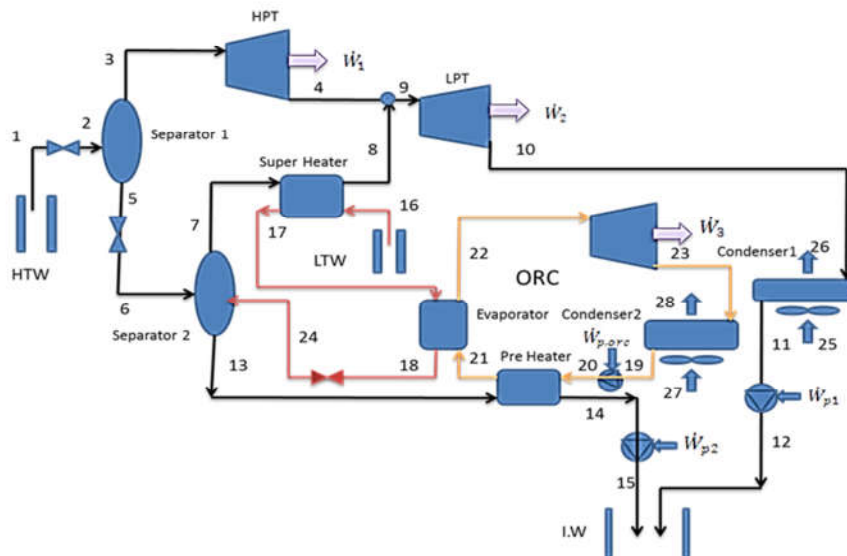 HPT
3
Ẇ1
4
9
LPT
Ẇ2
10
1
2
Separator 1
5
Super Heater
8
7
16
17
LTW
HTW
6
Separator 2
22
ORC
Ẇ3
23
Condenser1
26
Evaporator
Condenser2
28
24
18
21
Pre Heater
Ẇp,orc
20
19
27
11
25
13
14
Ẇp1
Ẇp2
12
15
I.W